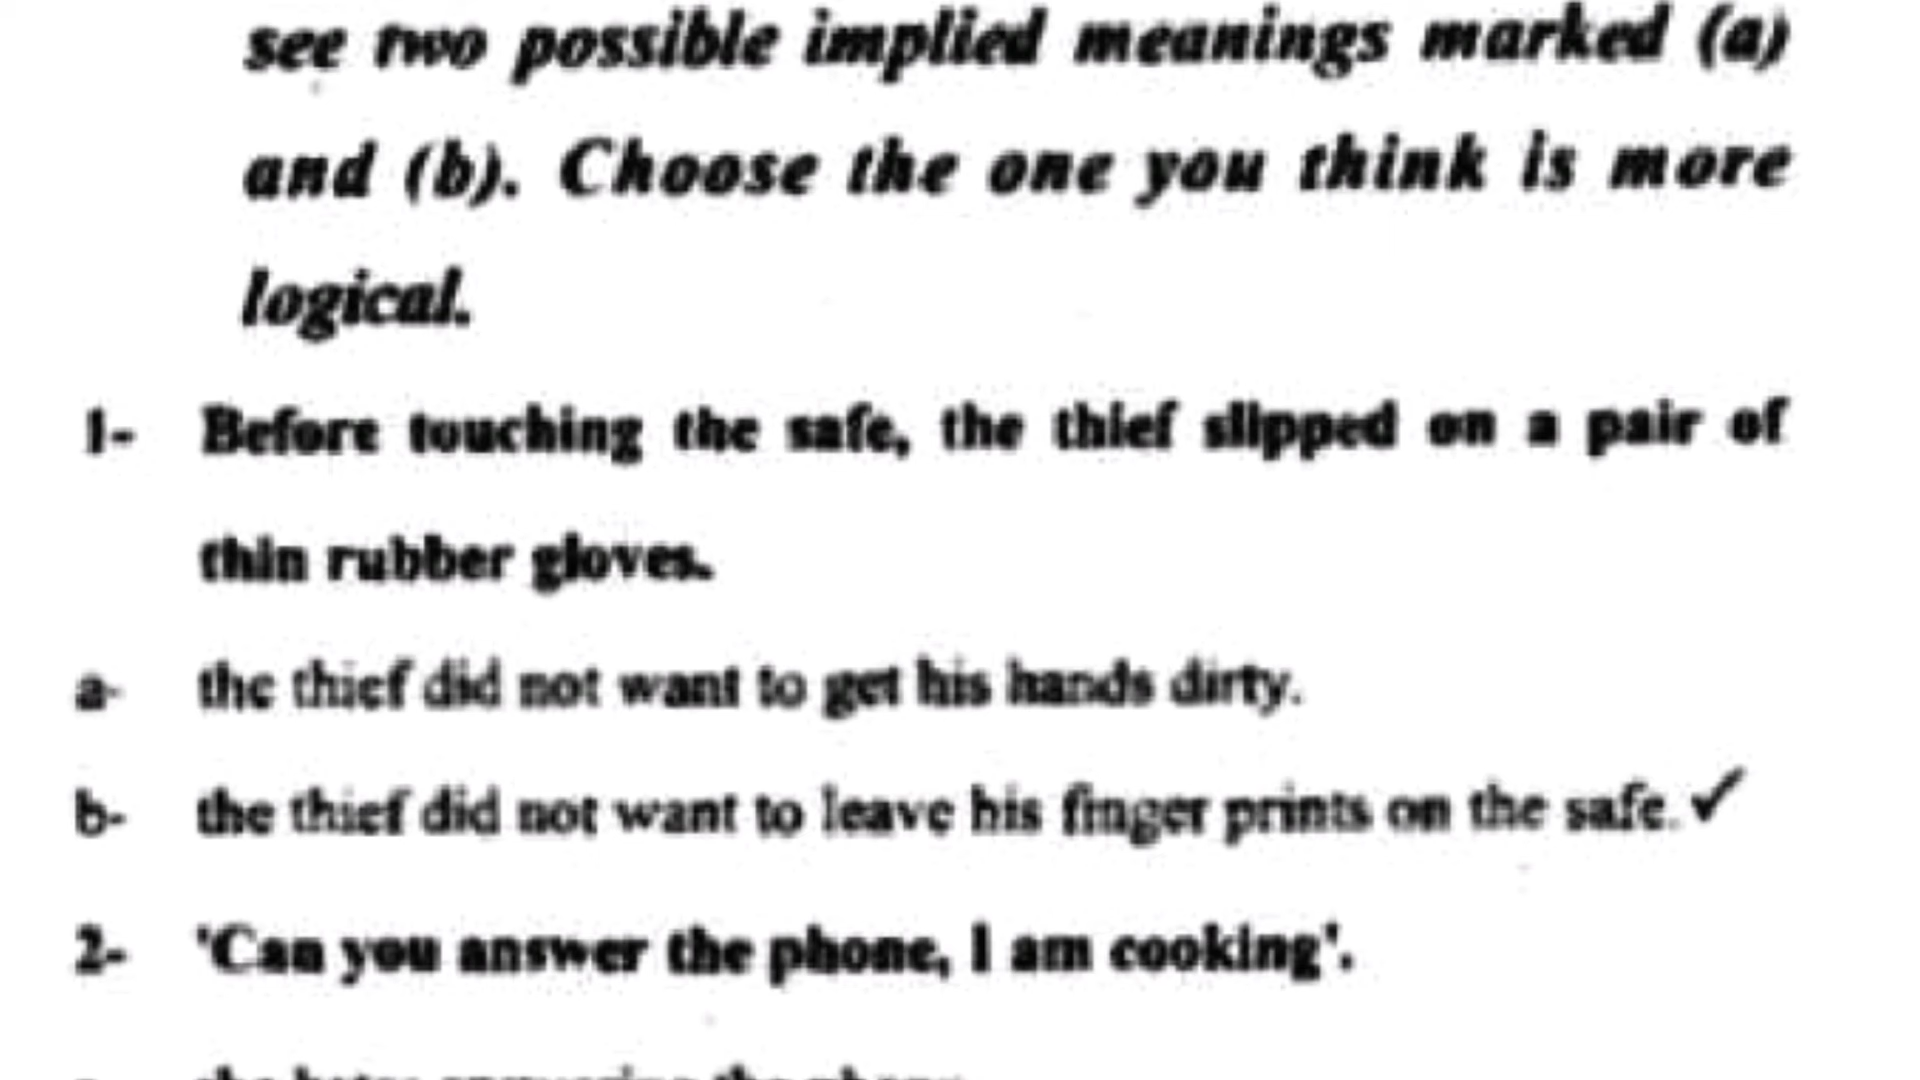 see two possible implied meanings marked (a)
and (b). Choose the one you think is more
logical.
1- Before touching the safe, the thief slipped on a pair of
thin rubber gloves.
a- the thief did not want to get his hands dirty.
b- the thief did not want to leave his finger prints on the safe. ✓
2- 'Can you answer the phone, I am cooking'.
answering the phone